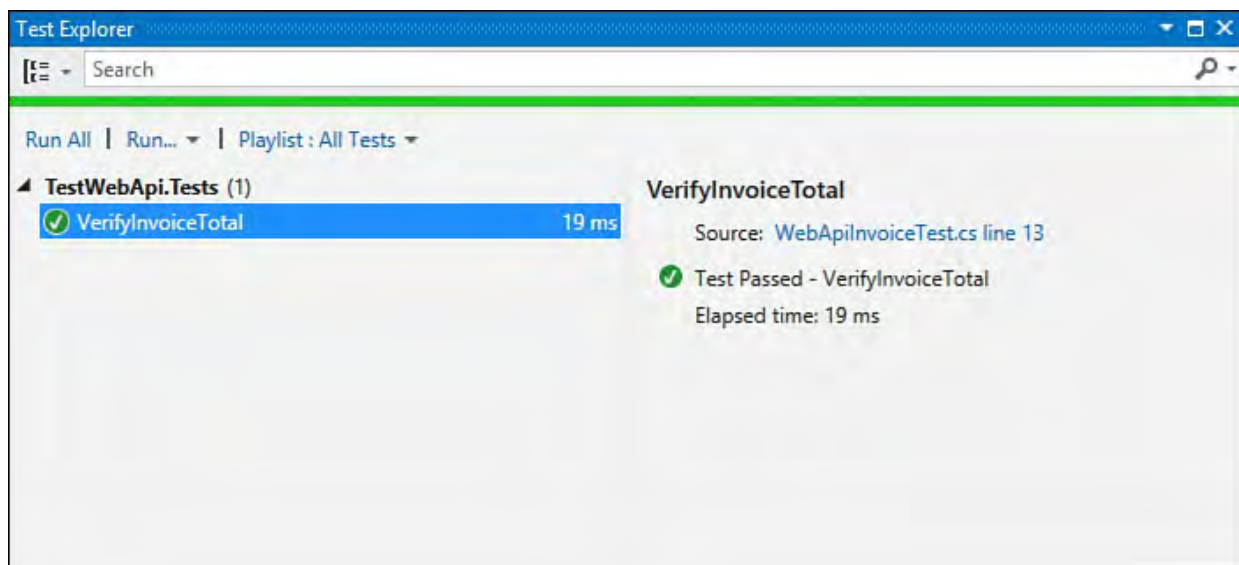 Test Explorer
Search
Run All | Run... | Playlist : All Tests
TestWebApi.Tests (1)
VerifyInvoiceTotal 19 ms
VerifyInvoiceTotal
Source: WebApiInvoiceTest.cs line 13
Test Passed - VerifyInvoiceTotal
Elapsed time: 19 ms